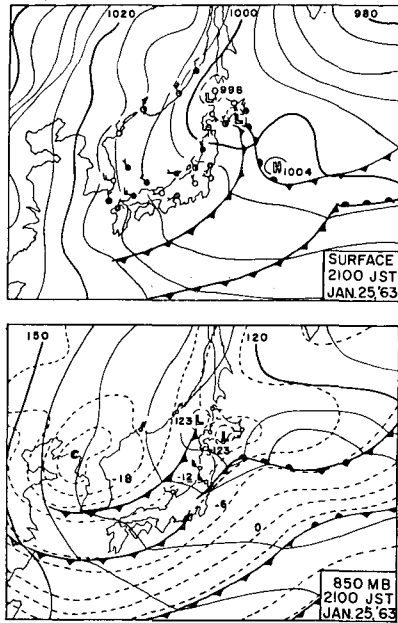 1020
1000
980
L 998
L
H 1004
SURFACE
2100 JST
JAN.25,'63
150
120
123 L
L
123
C
-18
-12
-6
0
850 MB
2100 JST
JAN.25,'63